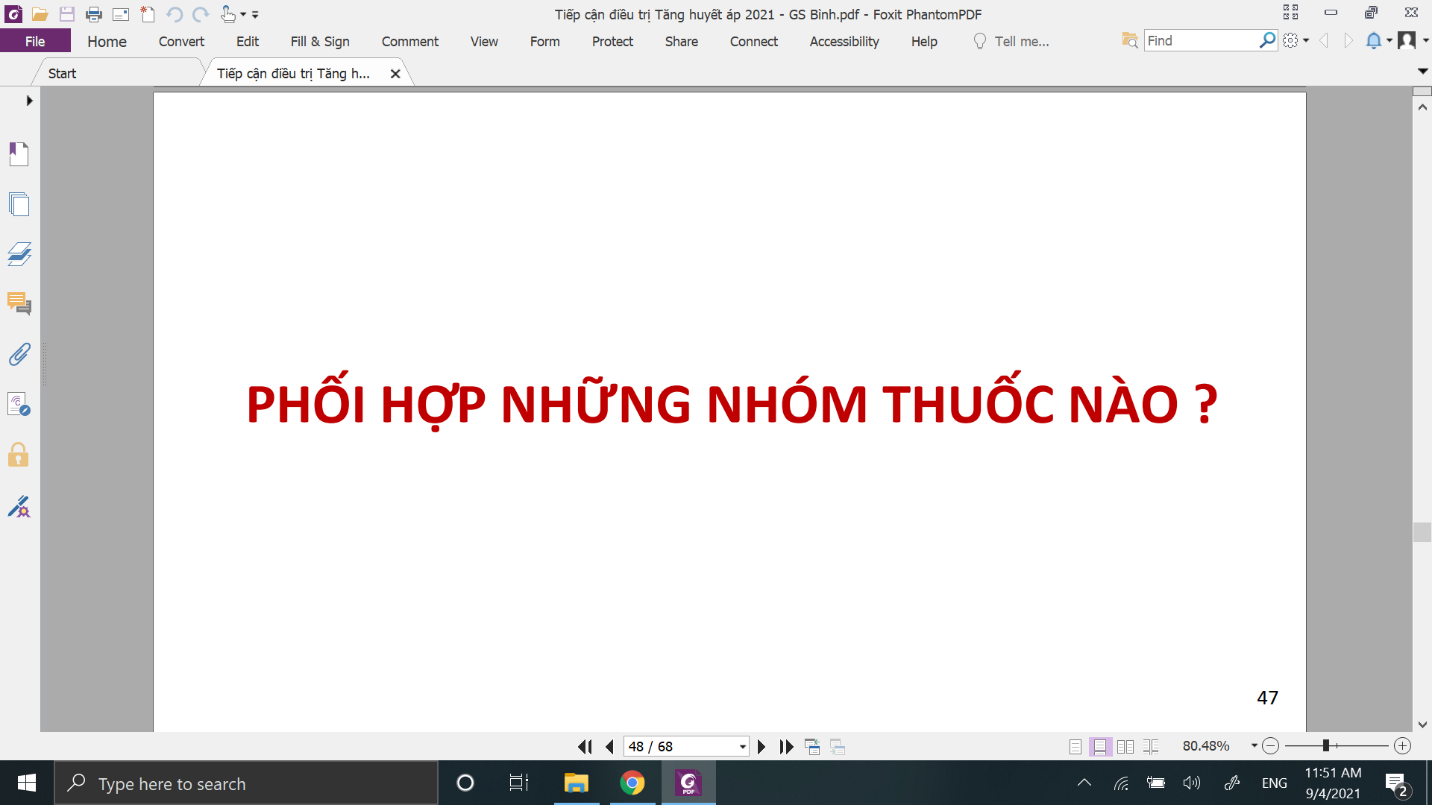 Tiếp cận điều trị Tăng huyết áp 2021 - GS Binh.pdf - Foxit PhantomPDF
File Home Convert Edit Fill & Sign Comment View Form Protect Share Connect Accessibility Help Tell me... Find
Start Tiếp cận điều trị Tăng h...
PHỐI HỢP NHỮNG NHÓM THUỐC NÀO ?
47
48 / 68 80.48%
Type here to search PDF ENG 11:51 AM
9/4/2021 2